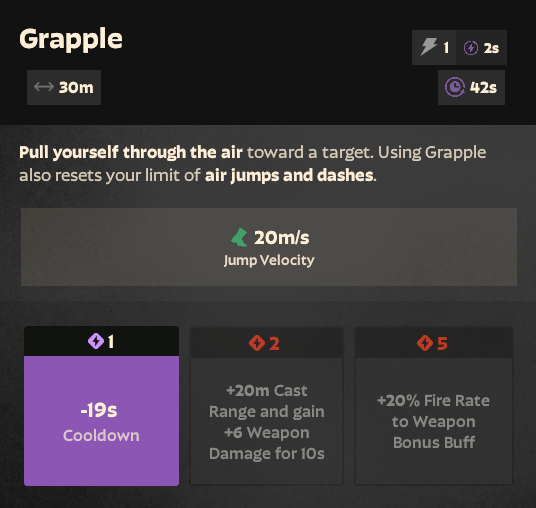 Grapple
1
2s
30m
42s
Pull yourself through the air toward a target. Using Grapple
also resets your limit of air jumps and dashes.
20m/s
Jump Velocity
1
2
5
-19s
Cooldown
+20m Cast
Range and gain
+6 Weapon
Damage for 10s
+20% Fire Rate
to Weapon
Bonus Buff